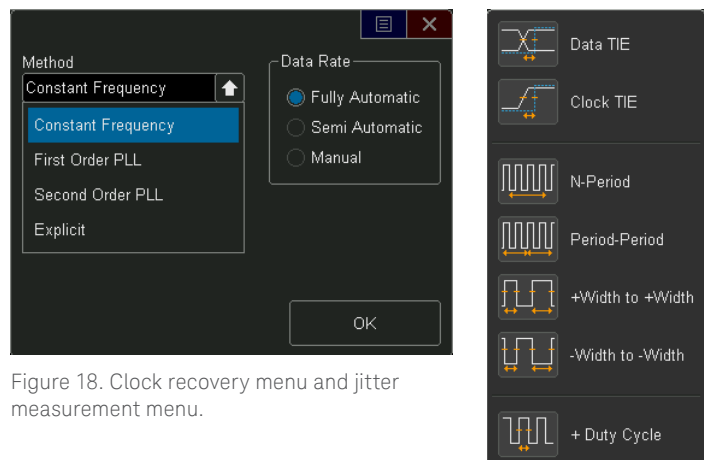 Method
Constant Frequency
Constant Frequency
First Order PLL
Second Order PLL
Explicit
Data Rate
Fully Automatic
Semi Automatic
Manual
OK
Figure 18. Clock recovery menu and jitter
measurement menu.
Data TIE
Clock TIE
N-Period
Period-Period
+Width to +Width
-Width to -Width
+ Duty Cycle